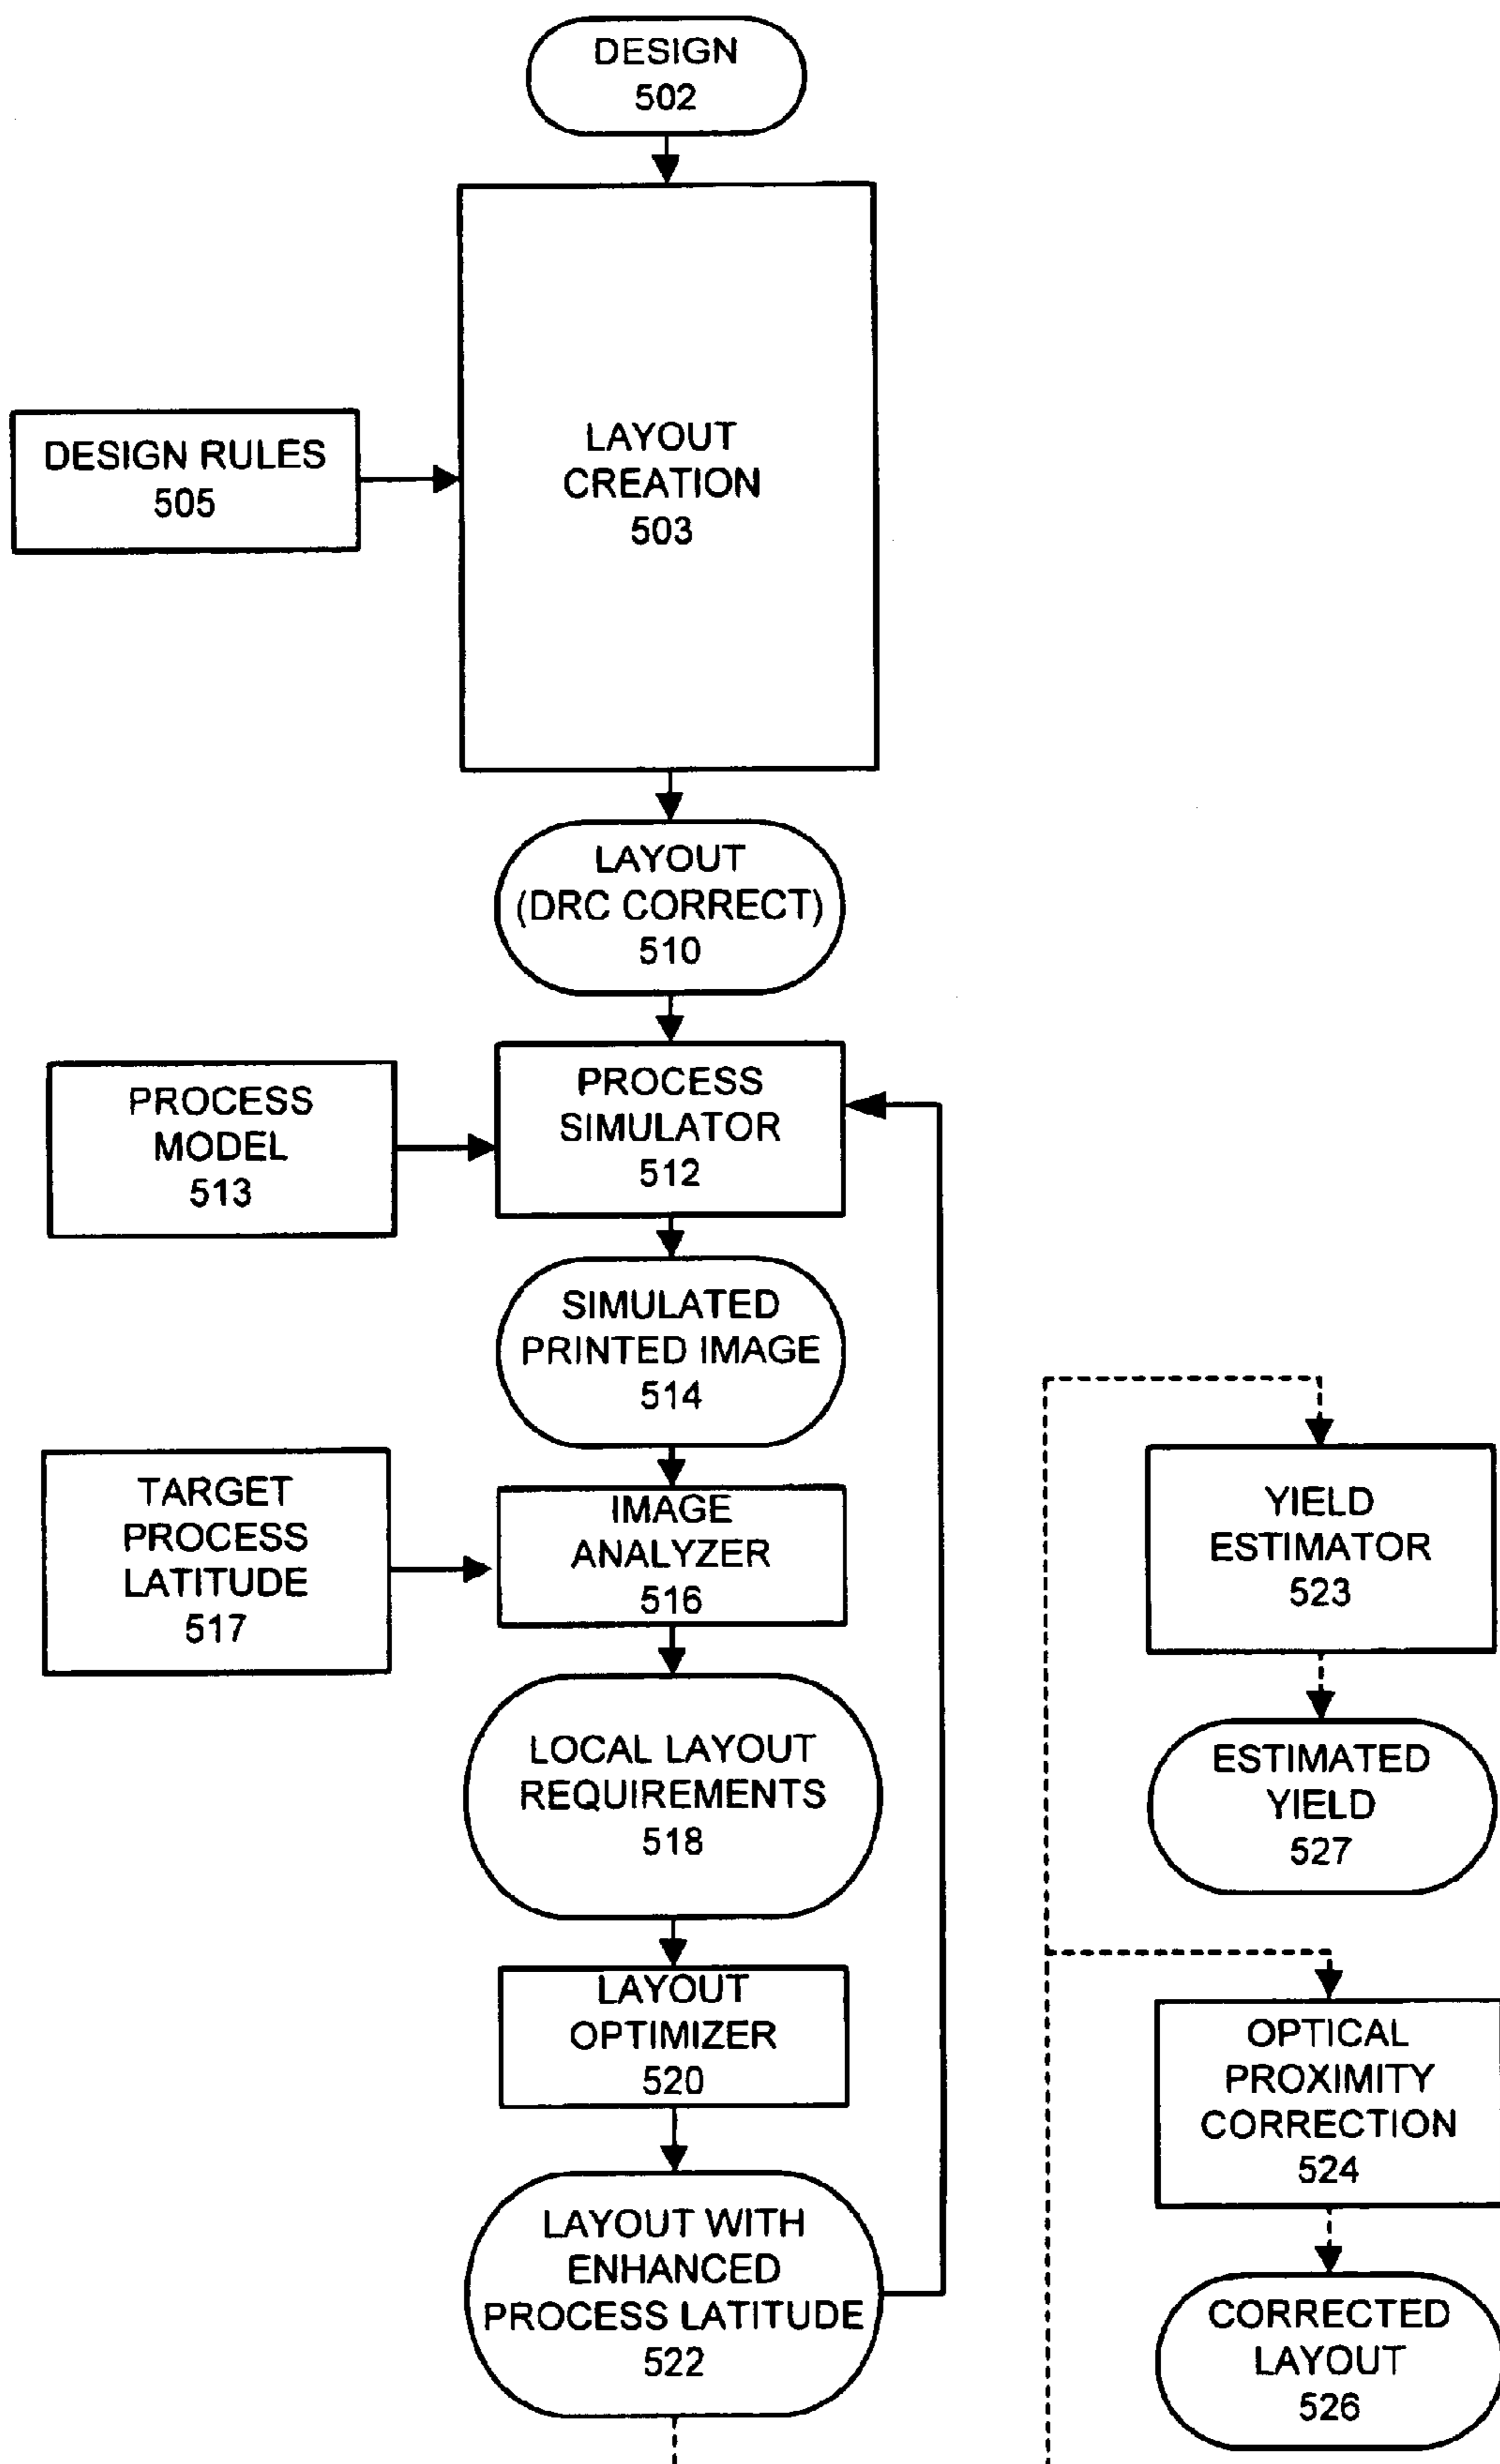 DESIGN
502
DESIGN RULES
505
LAYOUT
CREATION
503
LAYOUT
(DRC CORRECT)
510
PROCESS
MODEL
513
PROCESS
SIMULATOR
512
SIMULATED
PRINTED IMAGE
514
TARGET
PROCESS
LATITUDE
517
IMAGE
ANALYZER
516
LOCAL LAYOUT
REQUIREMENTS
518
LAYOUT
OPTIMIZER
520
LAYOUT WITH
ENHANCED
PROCESS LATITUDE
522
YIELD
ESTIMATOR
523
ESTIMATED
YIELD
527
OPTICAL
PROXIMITY
CORRECTION
524
CORRECTED
LAYOUT
526